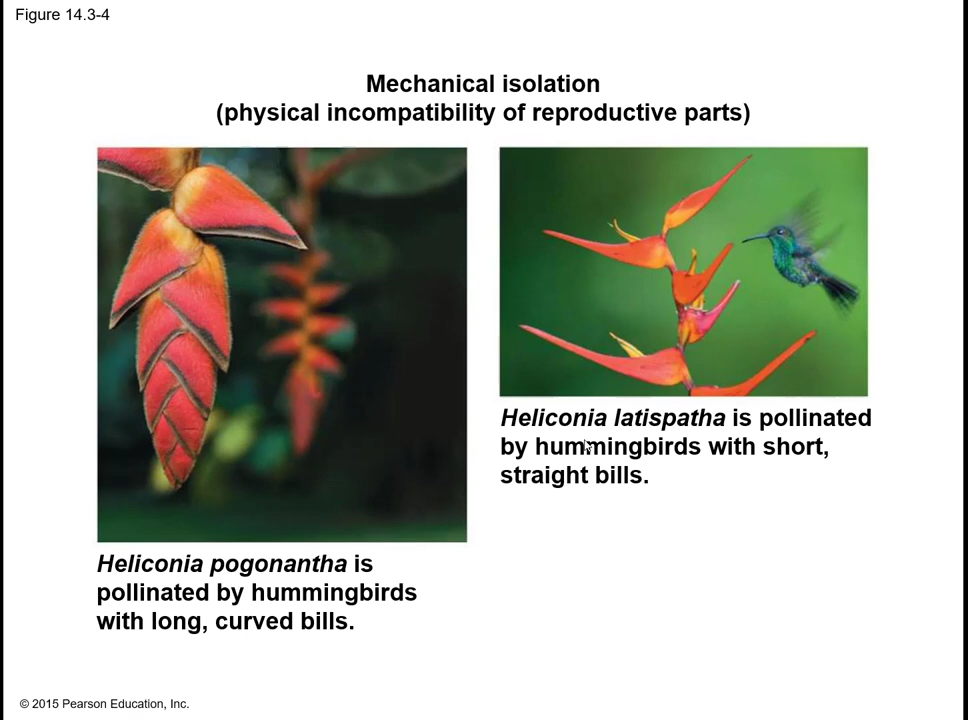 Figure 14.3-4
Mechanical isolation
(physical incompatibility of reproductive parts)
Heliconia latispatha is pollinated
by hummingbirds with short,
straight bills.
Heliconia pogonantha is
pollinated by hummingbirds
with long, curved bills.
© 2015 Pearson Education, Inc.